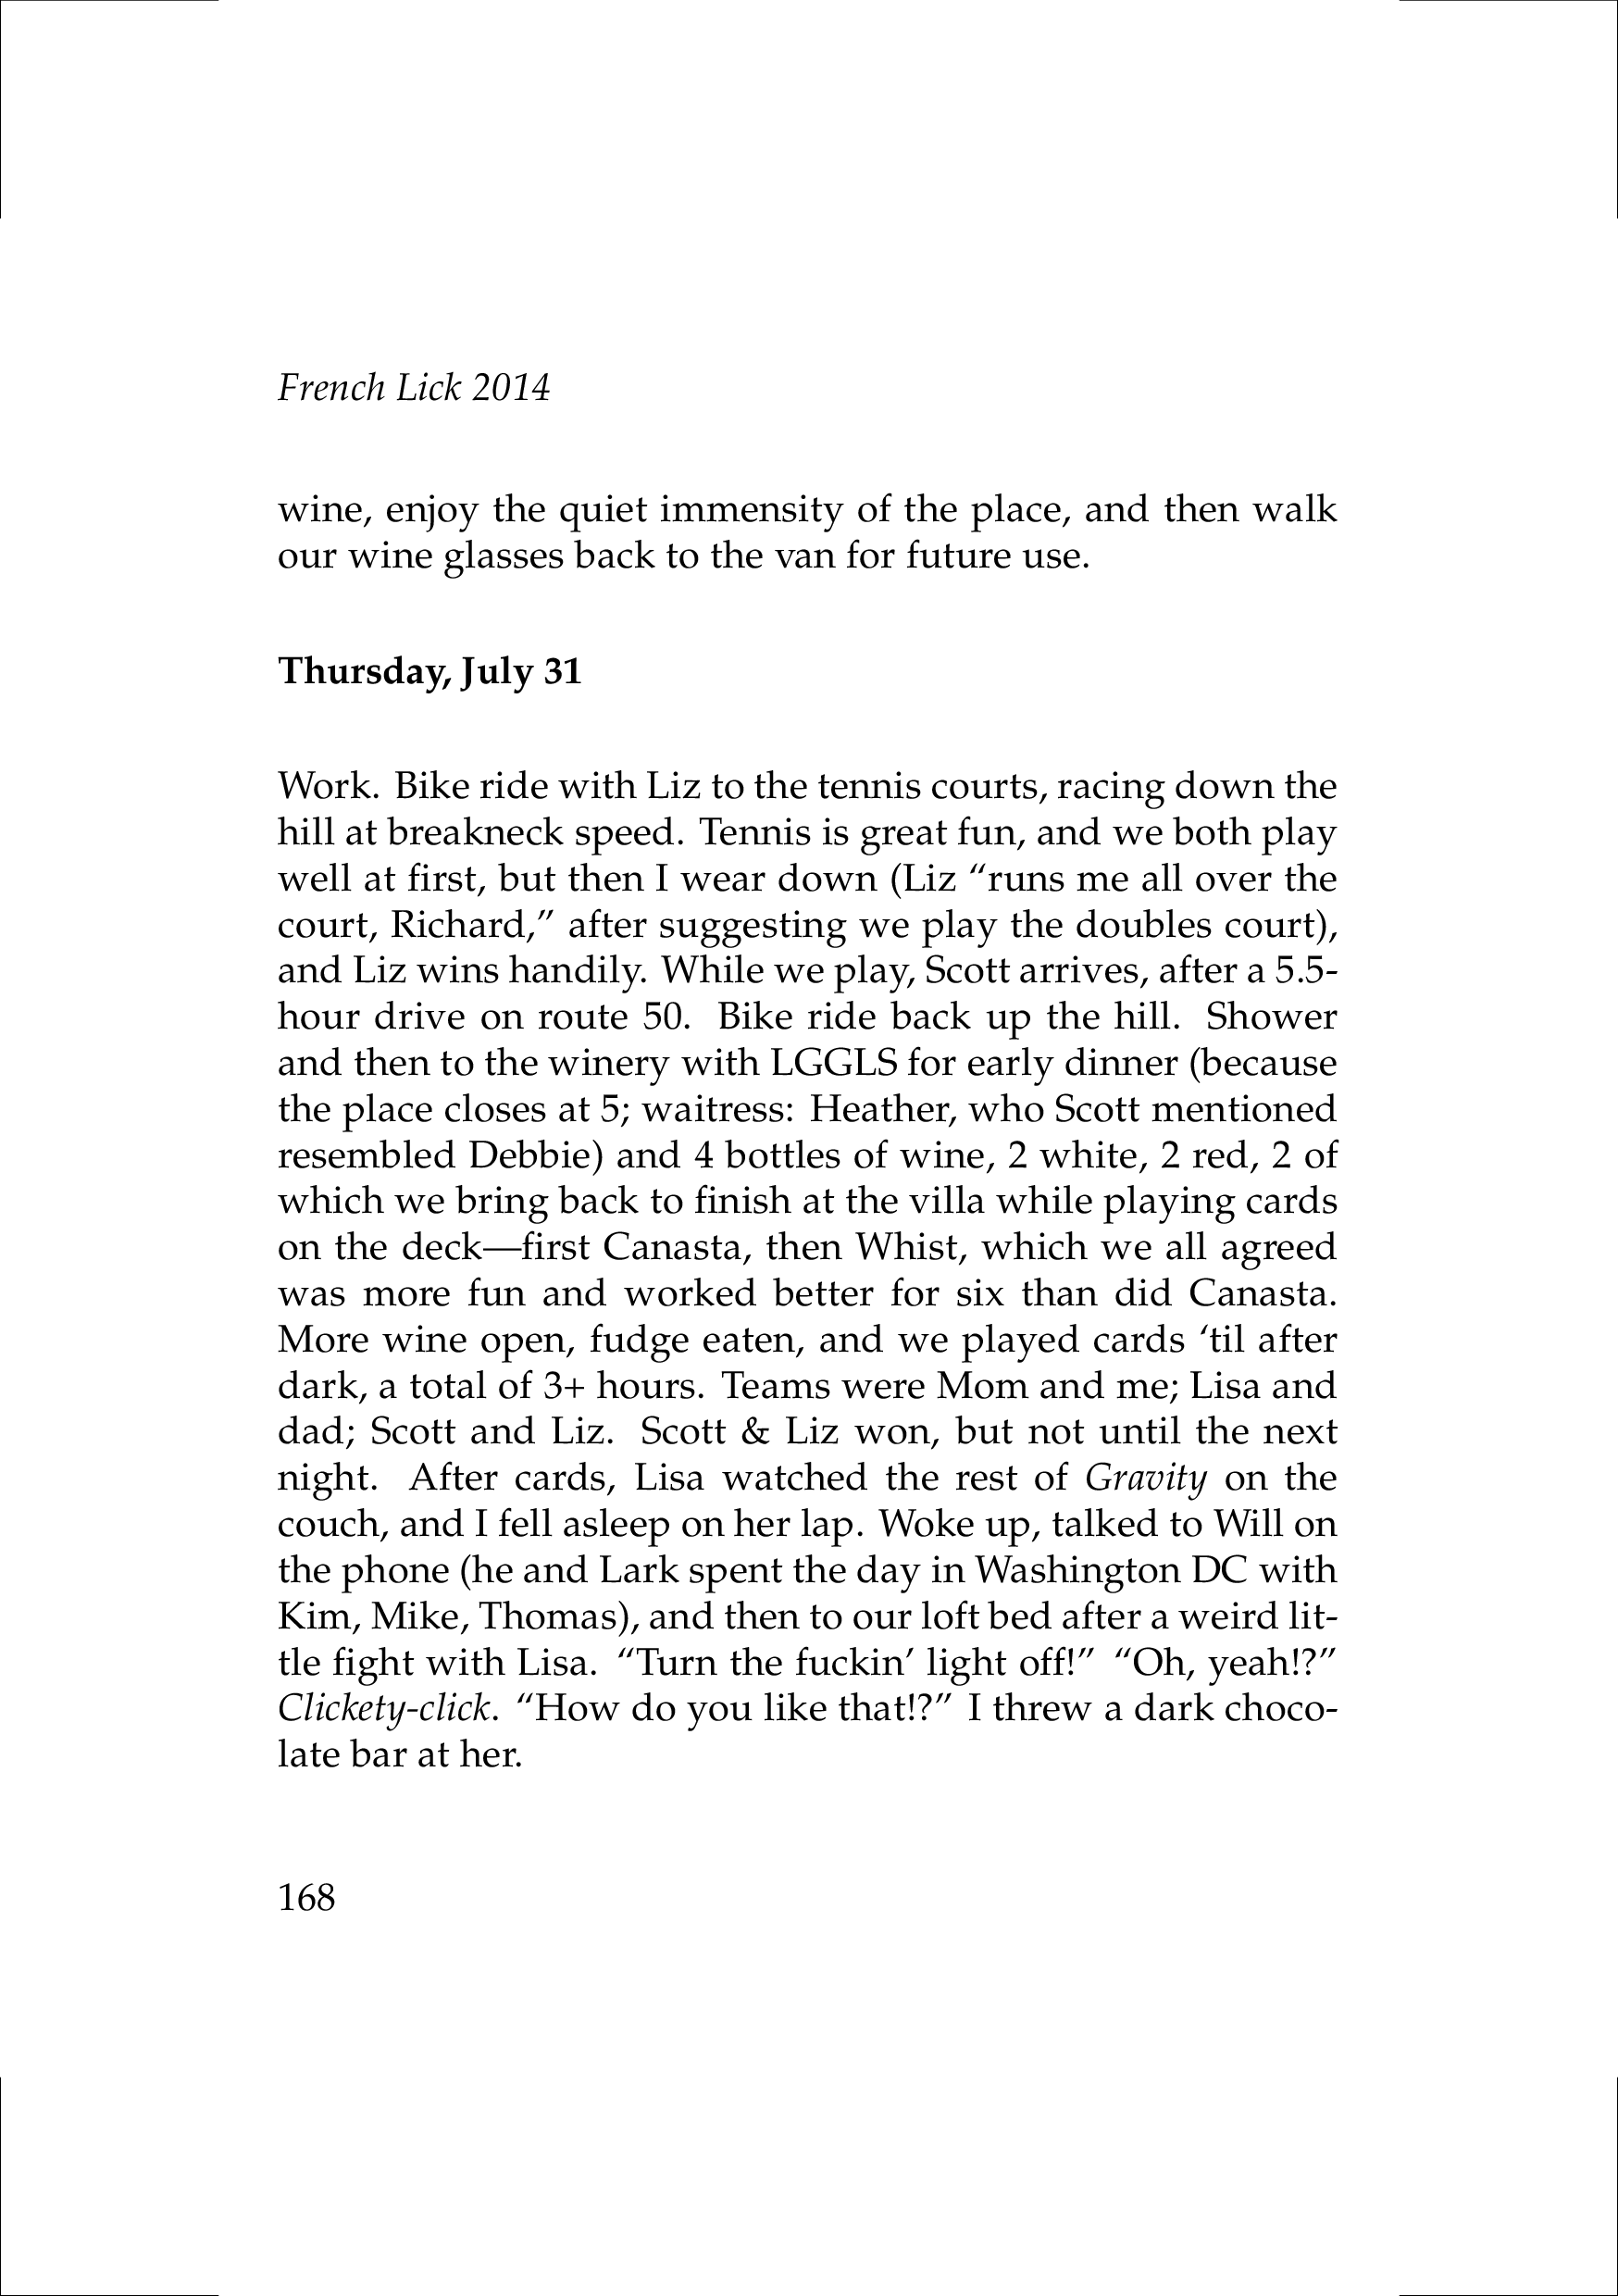 French Lick 2014
wine, enjoy the quiet immensity of the place, and then walk
our wine glasses back to the van for future use.
Thursday, July 31
Work. Bike ride with Liz to the tennis courts, racing down the
hill at breakneck speed. Tennis is great fun, and we both play
well at first, but then I wear down (Liz “runs me all over the
court, Richard,” after suggesting we play the doubles court),
and Liz wins handily. While we play, Scott arrives, after a 5.5-
hour drive on route 50. Bike ride back up the hill. Shower
and then to the winery with LGGLS for early dinner (because
the place closes at 5; waitress: Heather, who Scott mentioned
resembled Debbie) and 4 bottles of wine, 2 white, 2 red, 2 of
which we bring back to finish at the villa while playing cards
on the deck—first Canasta, then Whist, which we all agreed
was more fun and worked better for six than did Canasta.
More wine open, fudge eaten, and we played cards ‘til after
dark, a total of 3+ hours. Teams were Mom and me; Lisa and
dad; Scott and Liz. Scott & Liz won, but not until the next
night. After cards, Lisa watched the rest of Gravity on the
couch, and I fell asleep on her lap. Woke up, talked to Will on
the phone (he and Lark spent the day in Washington DC with
Kim, Mike, Thomas), and then to our loft bed after a weird lit-
tle fight with Lisa. “Turn the fuckin’ light off!” “Oh, yeah!?”
Clickety-click. “How do you like that!?” I threw a dark choco-
late bar at her.
168